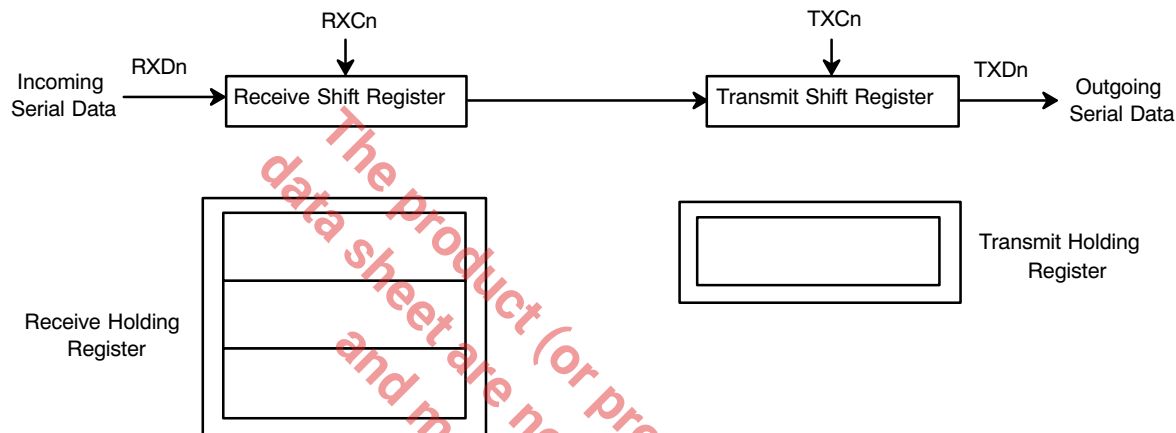 RXCn
TXCn
RXDn
TXDn
Incoming
Serial Data
Receive Shift Register
Transmit Shift Register
Outgoing
Serial Data
Transmit Holding
Register
Receive Holding
Register
The product (or pro
data sheet are no
and m